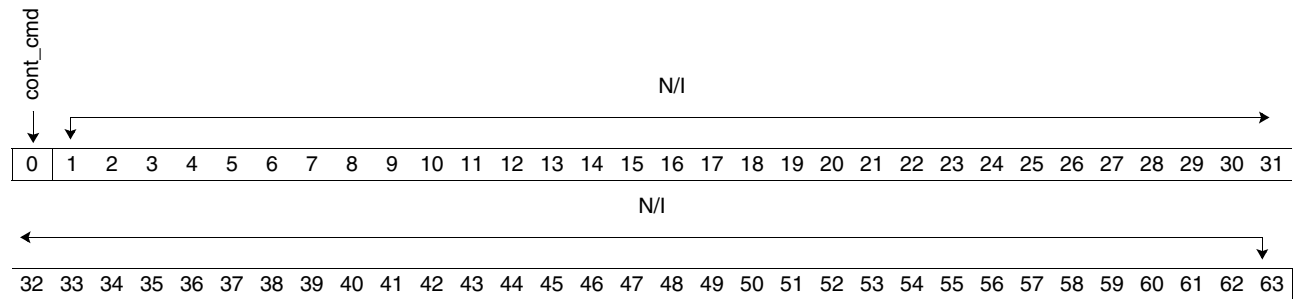 cont_cmd
N/I
0 1 2 3 4 5 6 7 8 9 10 11 12 13 14 15 16 17 18 19 20 21 22 23 24 25 26 27 28 29 30 31
N/I
32 33 34 35 36 37 38 39 40 41 42 43 44 45 46 47 48 49 50 51 52 53 54 55 56 57 58 59 60 61 62 63